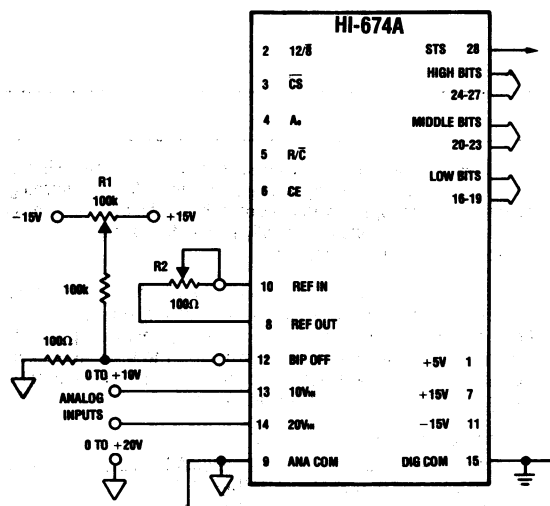 HI-674A
2 12/8̅
STS 28
HIGH BITS
24-27
3 C̅S̅
4 Aₒ
MIDDLE BITS
20-23
5 R/C̅
6 CE
LOW BITS
16-19
R1
100k
−15V
+15V
100k
R2
100Ω
10 REF IN
8 REF OUT
100Ω
12 BIP OFF
+5V 1
0 TO +10V
ANALOG
INPUTS
13 10VIN
+15V 7
14 20VIN
−15V 11
0 TO +20V
9 ANA COM
DIG COM 15